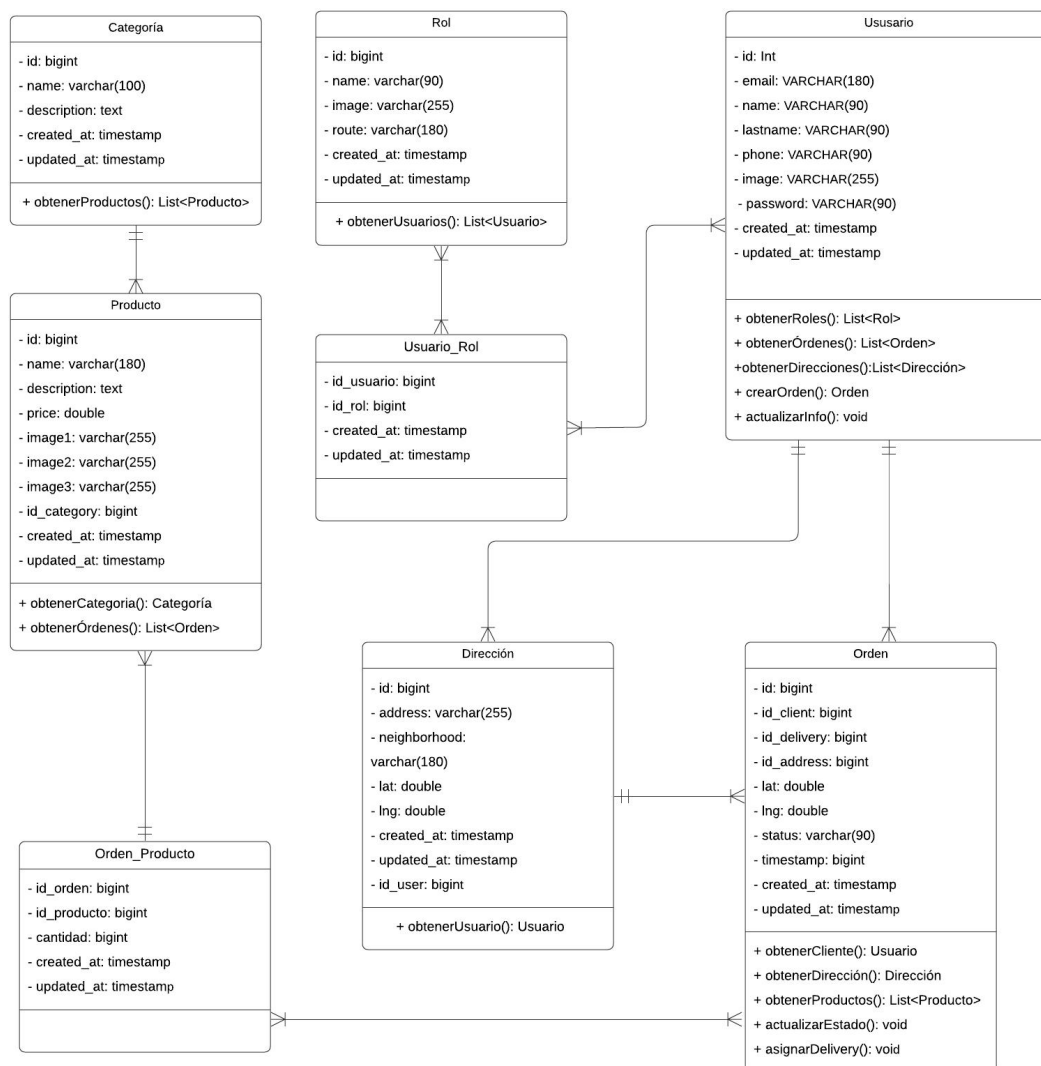 Categoría
- id: bigint
- name: varchar(100)
- description: text
- created_at: timestamp
- updated_at: timestamp
+ obtenerProductos(): List<Producto>
Rol
- id: bigint
- name: varchar(90)
- image: varchar(255)
- route: varchar(180)
- created_at: timestamp
- updated_at: timestamp
+ obtenerUsuarios(): List<Usuario>
Ususario
- id: Int
- email: VARCHAR(180)
- name: VARCHAR(90)
- lastname: VARCHAR(90)
- phone: VARCHAR(90)
- image: VARCHAR(255)
- password: VARCHAR(90)
- created_at: timestamp
- updated_at: timestamp
+ obtenerRoles(): List<Rol>
+ obtenerÓrdenes(): List<Orden>
+obtenerDirecciones():List<Dirección>
+ crearOrden(): Orden
+ actualizarInfo(): void
Producto
- id: bigint
- name: varchar(180)
- description: text
- price: double
- image1: varchar(255)
- image2: varchar(255)
- image3: varchar(255)
- id_category: bigint
- created_at: timestamp
- updated_at: timestamp
+ obtenerCategoria(): Categoría
+ obtenerÓrdenes(): List<Orden>
Usuario_Rol
- id_usuario: bigint
- id_rol: bigint
- created_at: timestamp
- updated_at: timestamp
Dirección
- id: bigint
- address: varchar(255)
- neighborhood:
varchar(180)
- lat: double
- lng: double
- created_at: timestamp
- updated_at: timestamp
- id_user: bigint
+ obtenerUsuario(): Usuario
Orden
- id: bigint
- id_client: bigint
- id_delivery: bigint
- id_address: bigint
- lat: double
- lng: double
- status: varchar(90)
- timestamp: bigint
- created_at: timestamp
- updated_at: timestamp
+ obtenerCliente(): Usuario
+ obtenerDirección(): Dirección
+ obtenerProductos(): List<Producto>
+ actualizarEstado(): void
+ asignarDelivery(): void
Orden_Producto
- id_orden: bigint
- id_producto: bigint
- cantidad: bigint
- created_at: timestamp
- updated_at: timestamp